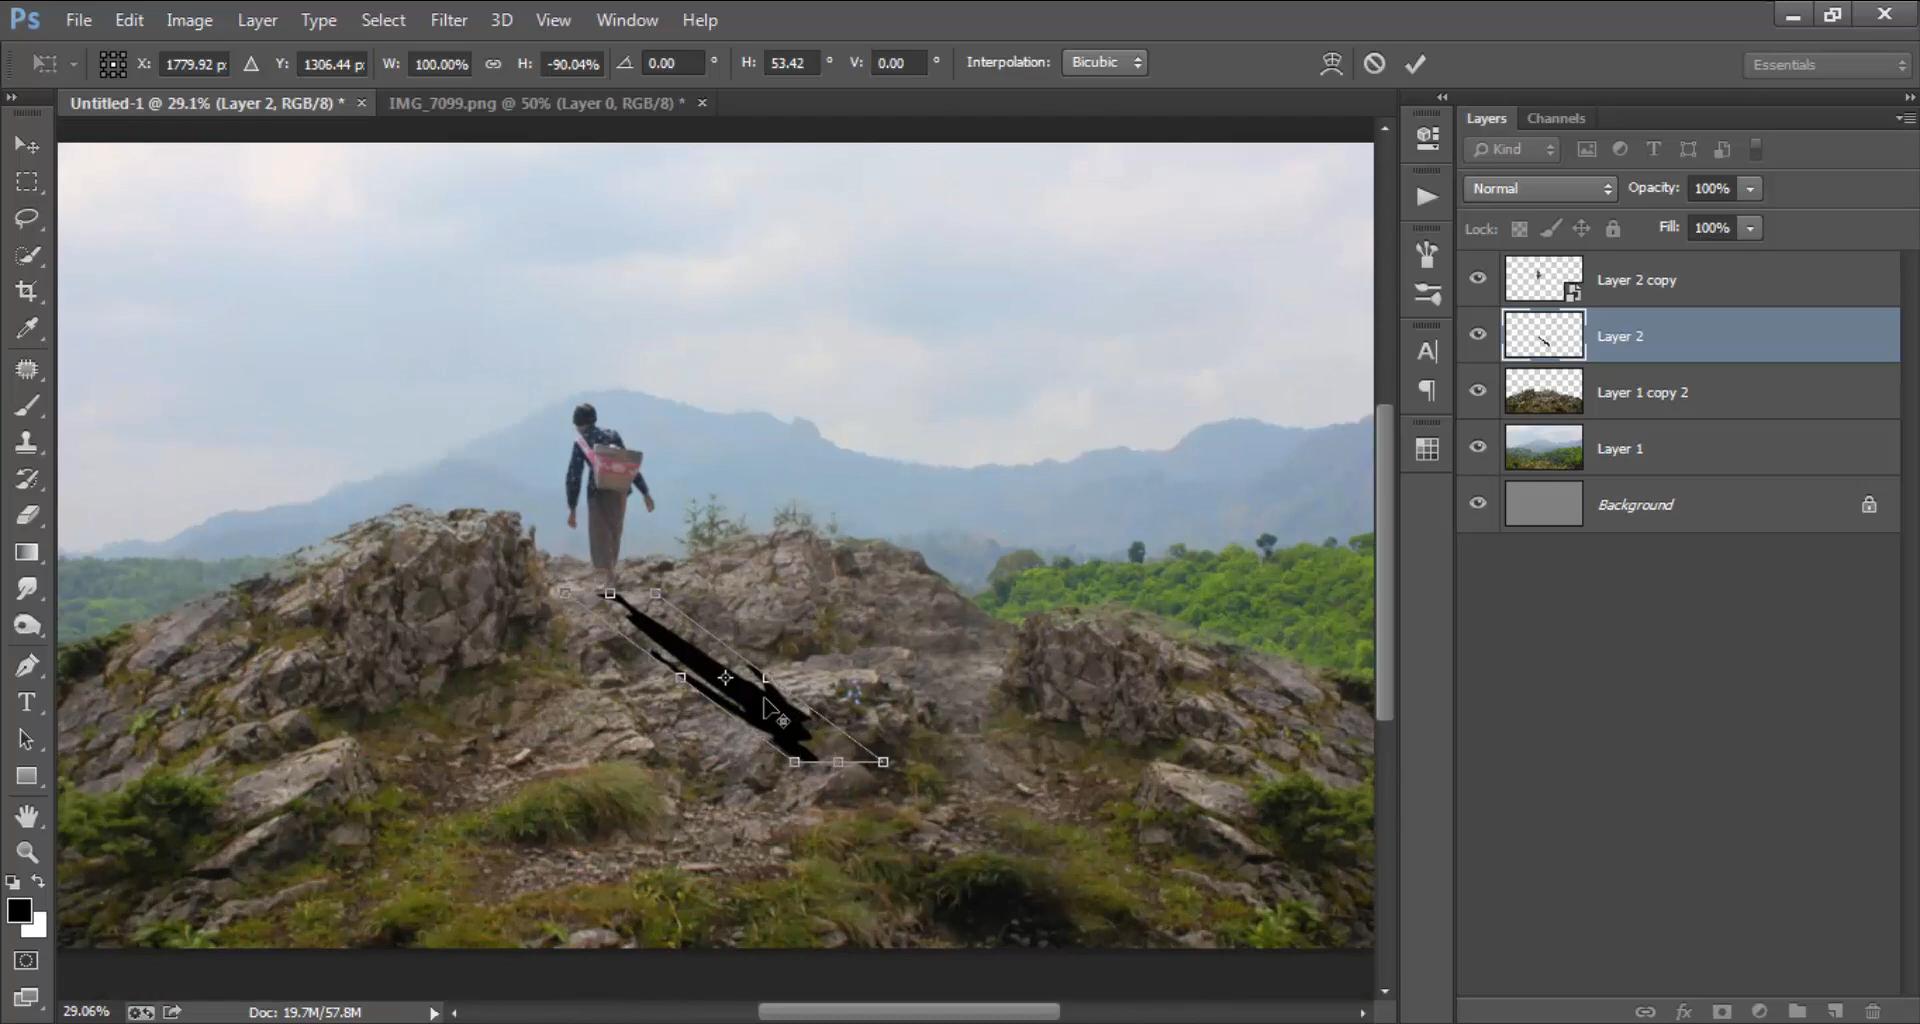 Ps File Edit Image Layer Type Select Filter 3D View Window Help
X: 1779.92 p: Y: 1306.44 p: W: 100.00% H: -90.04% 0.00 ° H: 53.42 ° V: 0.00 ° Interpolation: Bicubic Essentials
Untitled-1 @ 29.1% (Layer 2, RGB/8) * × IMG_7099.png @ 50% (Layer 0, RGB/8) * ×
Layers Channels
Kind
Normal Opacity: 100%
Lock: Fill: 100%
Layer 2 copy
Layer 2
Layer 1 copy 2
Layer 1
Background
29.06% Doc: 19.7M/57.8M